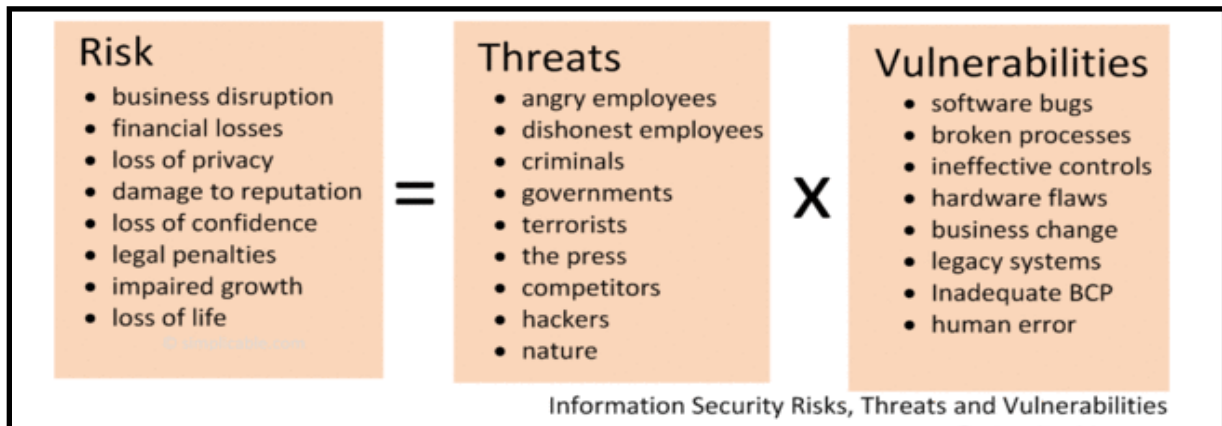 Risk
• business disruption
• financial losses
• loss of privacy
• damage to reputation
• loss of confidence
• legal penalties
• impaired growth
• loss of life
© simplicable.com
=
Threats
• angry employees
• dishonest employees
• criminals
• governments
• terrorists
• the press
• competitors
• hackers
• nature
x
Vulnerabilities
• software bugs
• broken processes
• ineffective controls
• hardware flaws
• business change
• legacy systems
• Inadequate BCP
• human error
Information Security Risks, Threats and Vulnerabilities